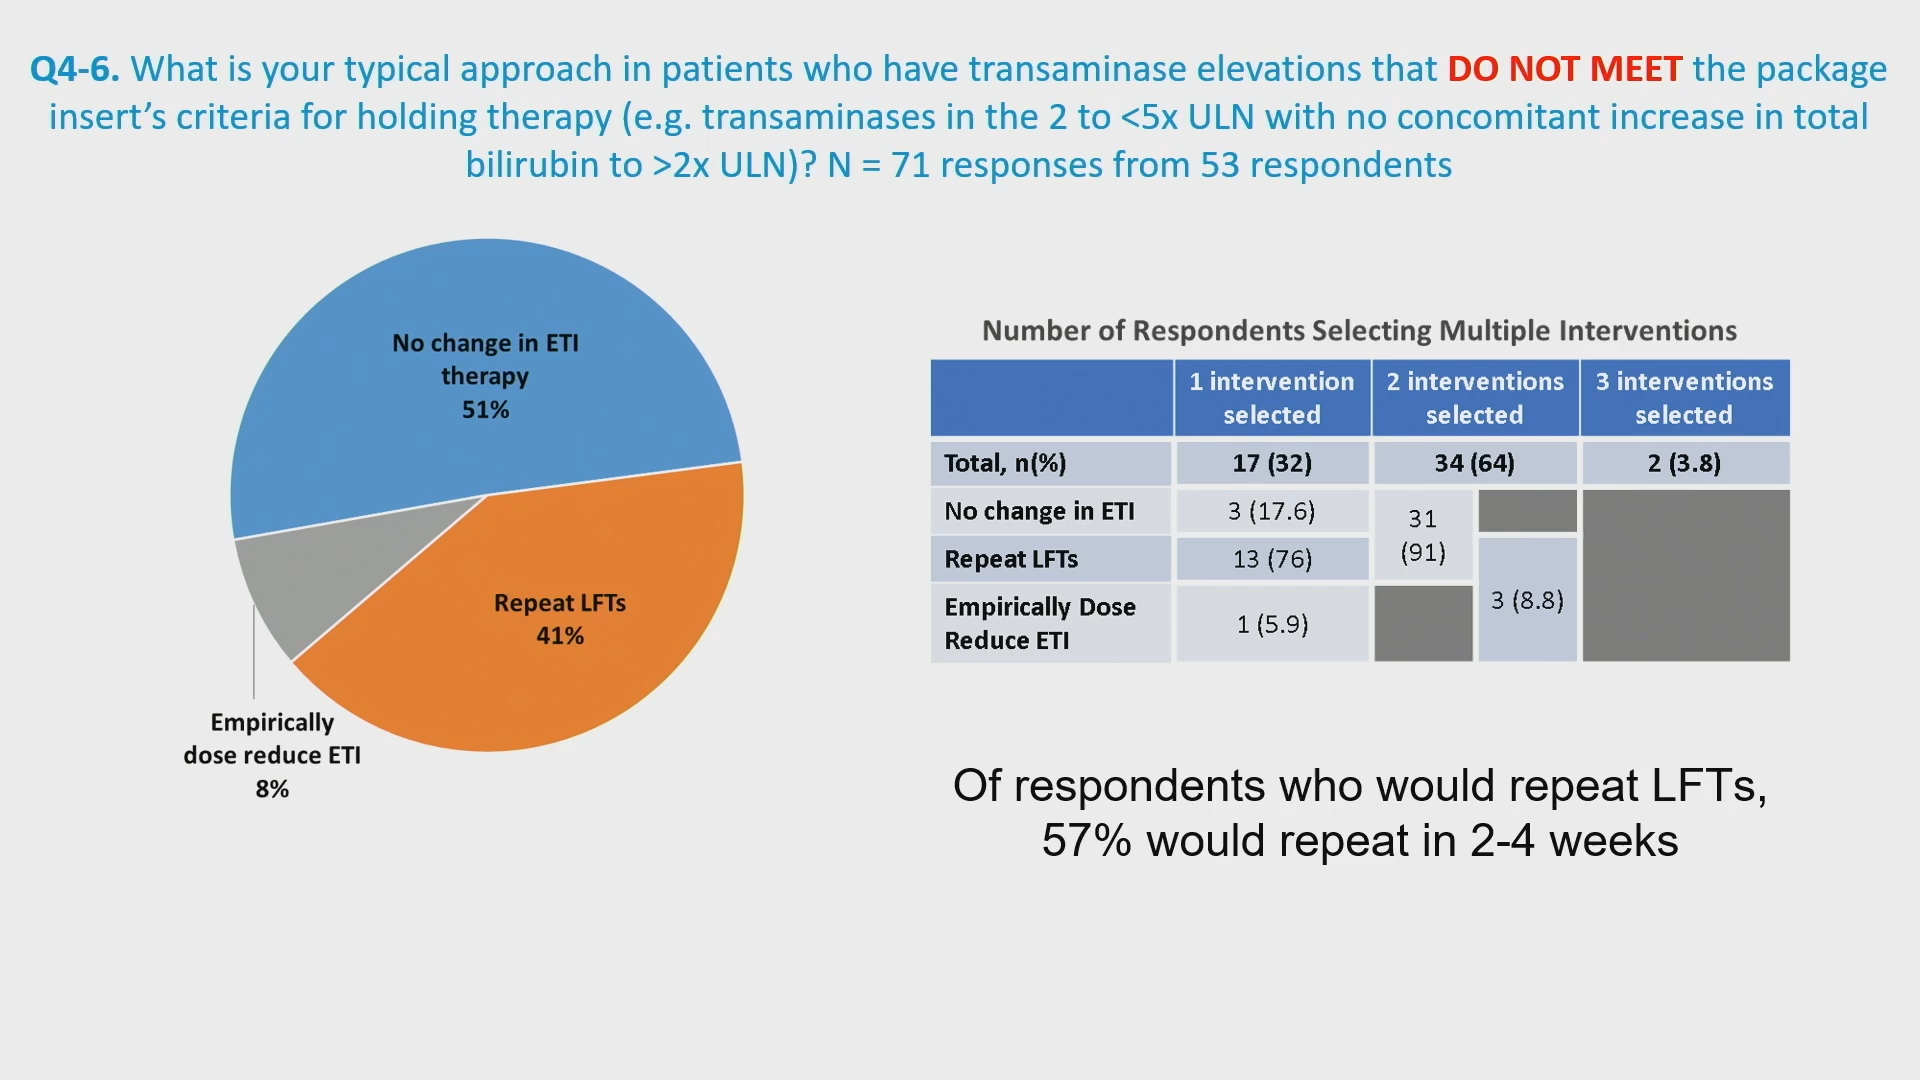 Q4-6. What is your typical approach in patients who have transaminase elevations that DO NOT MEET the package
insert’s criteria for holding therapy (e.g. transaminases in the 2 to <5x ULN with no concomitant increase in total
bilirubin to >2x ULN)? N = 71 responses from 53 respondents
No change in ETI
therapy
51%
Repeat LFTs
41%
Empirically
dose reduce ETI
8%
Number of Respondents Selecting Multiple Interventions
1 intervention
selected
2 interventions
selected
3 interventions
selected
Total, n(%)
17 (32)
34 (64)
2 (3.8)
No change in ETI
3 (17.6)
31
(91)
Repeat LFTs
13 (76)
3 (8.8)
Empirically Dose
Reduce ETI
1 (5.9)
Of respondents who would repeat LFTs,
57% would repeat in 2-4 weeks